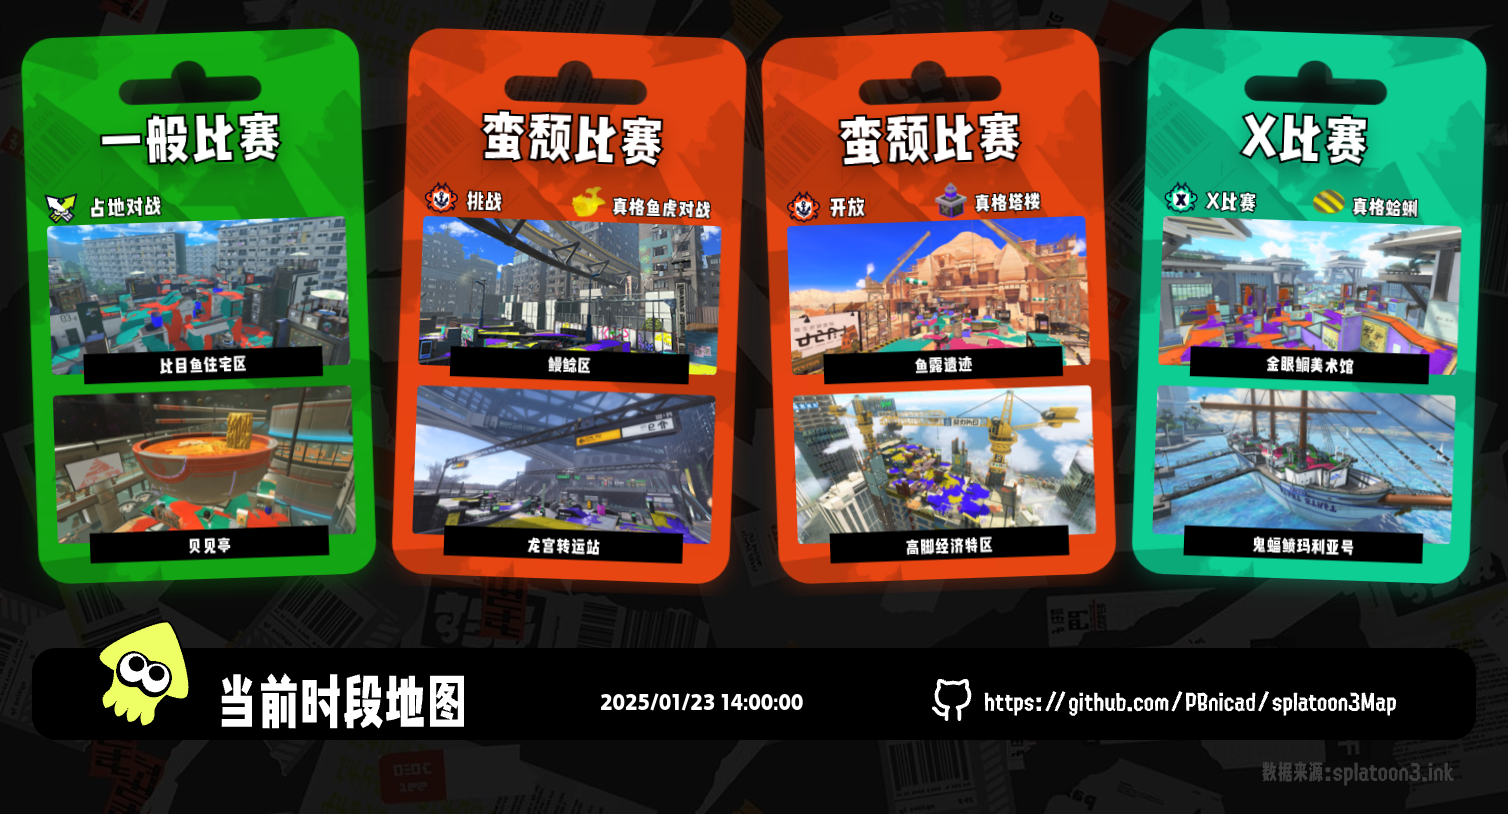 一般比赛
占地对战
比目鱼住宅区
贝见亭
蛮颓比赛
挑战
真格鱼虎对战
鳗鲶区
龙宫转运站
蛮颓比赛
开放
真格塔楼
鱼露遗迹
高脚经济特区
X比赛
X比赛
真格蛤蜊
金眼鲷美术馆
鬼蝠鲼玛利亚号
当前时段地图
2025/01/23 14:00:00
https://github.com/PBnicad/splatoon3Map
数据来源:splatoon3.ink